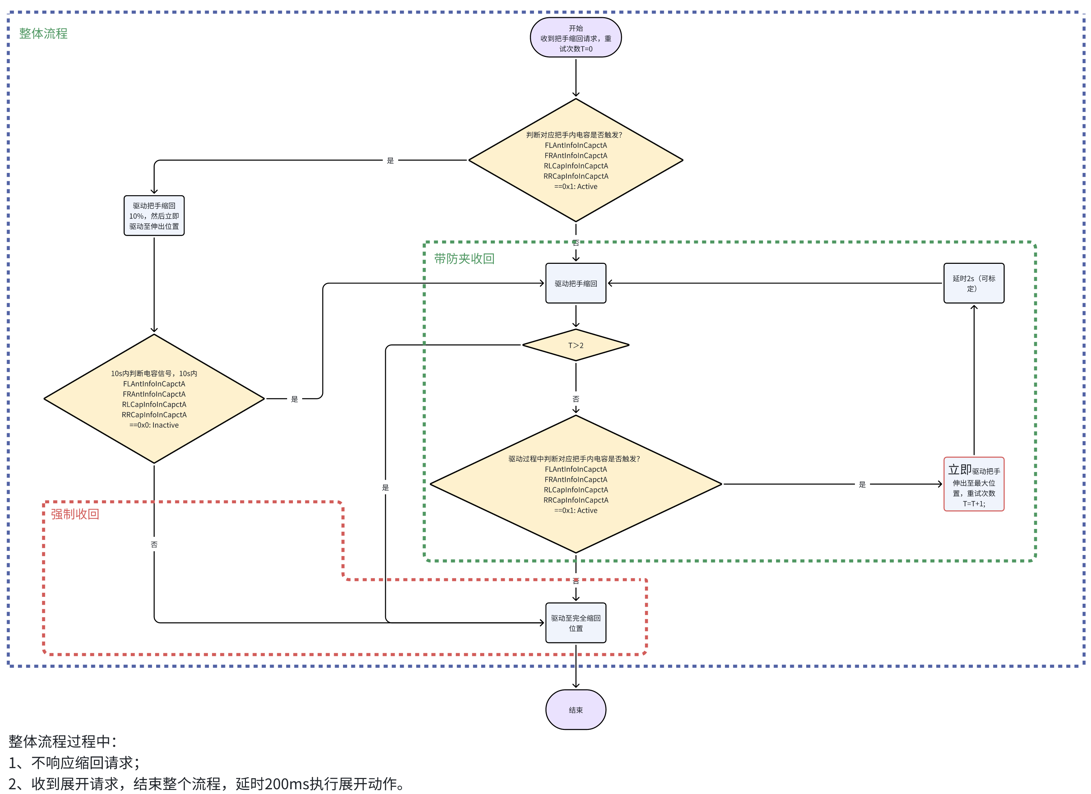 整体流程
开始
收到把手缩回请求，重
试次数T=0
判断对应把手内电容是否触发？
FLAntInfoInCapctA
FRAntInfoInCapctA
RLCapInfoInCapctA
RRCapInfoInCapctA
==0x1: Active
是
驱动把手缩回
10%，然后立即
驱动至伸出位置
否
带防夹收回
驱动把手缩回
延时2s（可标
定）
T＞2
10s内判断电容信号，10s内
FLAntInfoInCapctA
FRAntInfoInCapctA
RLCapInfoInCapctA
RRCapInfoInCapctA
==0x0: Inactive
是
否
驱动过程中判断对应把手内电容是否触发？
FLAntInfoInCapctA
FRAntInfoInCapctA
RLCapInfoInCapctA
RRCapInfoInCapctA
==0x1: Active
是
立即驱动把手
伸出至最大位
置，重试次数
T=T+1;
是
强制收回
否
否
驱动至完全缩回
位置
结束
整体流程过程中：
1、不响应缩回请求；
2、收到展开请求，结束整个流程，延时200ms执行展开动作。